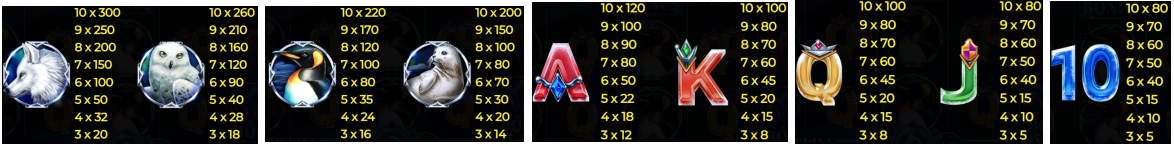 10 x 300
9 x 250
8 x 200
7 x 150
6 x 100
5 x 50
4 x 32
3 x 20
10 x 260
9 x 210
8 x 160
7 x 120
6 x 90
5 x 40
4 x 28
3 x 18
10 x 220
9 x 170
8 x 120
7 x 100
6 x 80
5 x 35
4 x 24
3 x 16
10 x 200
9 x 150
8 x 100
7 x 80
6 x 70
5 x 30
4 x 20
3 x 14
A
10 x 120
9 x 100
8 x 90
7 x 80
6 x 50
5 x 22
4 x 18
3 x 12
K
10 x 100
9 x 80
8 x 70
7 x 60
6 x 45
5 x 20
4 x 15
3 x 8
Q
10 x 100
9 x 80
8 x 70
7 x 60
6 x 45
5 x 20
4 x 15
3 x 8
J
10 x 80
9 x 70
8 x 60
7 x 50
6 x 40
5 x 15
4 x 10
3 x 5
10
10 x 80
9 x 70
8 x 60
7 x 50
6 x 40
5 x 15
4 x 10
3 x 5